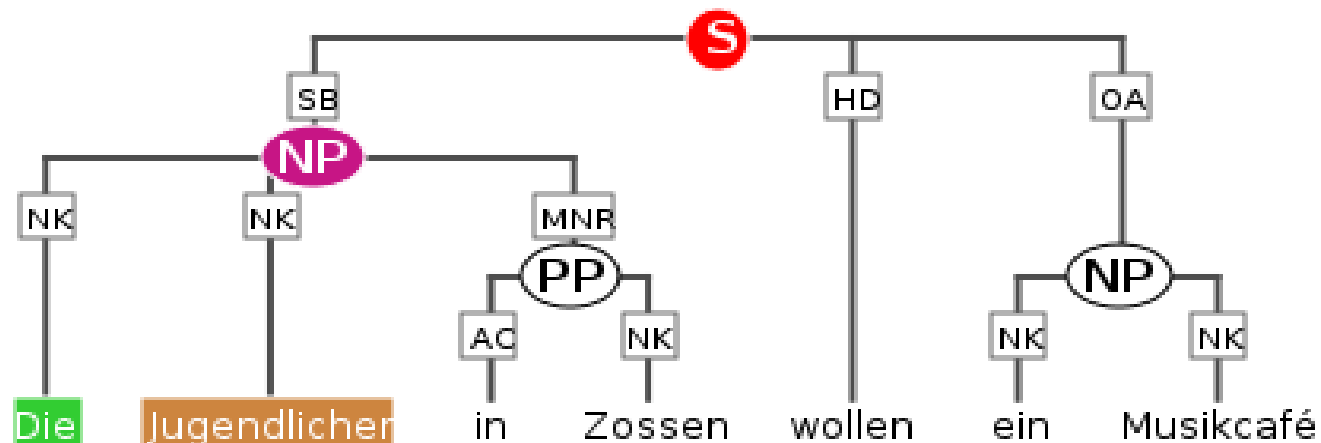 S
SB HD OA
NP
NK NK MNR
PP NP
AC NK NK NK
Die Jugendlicher in Zossen wollen ein Musikcafé